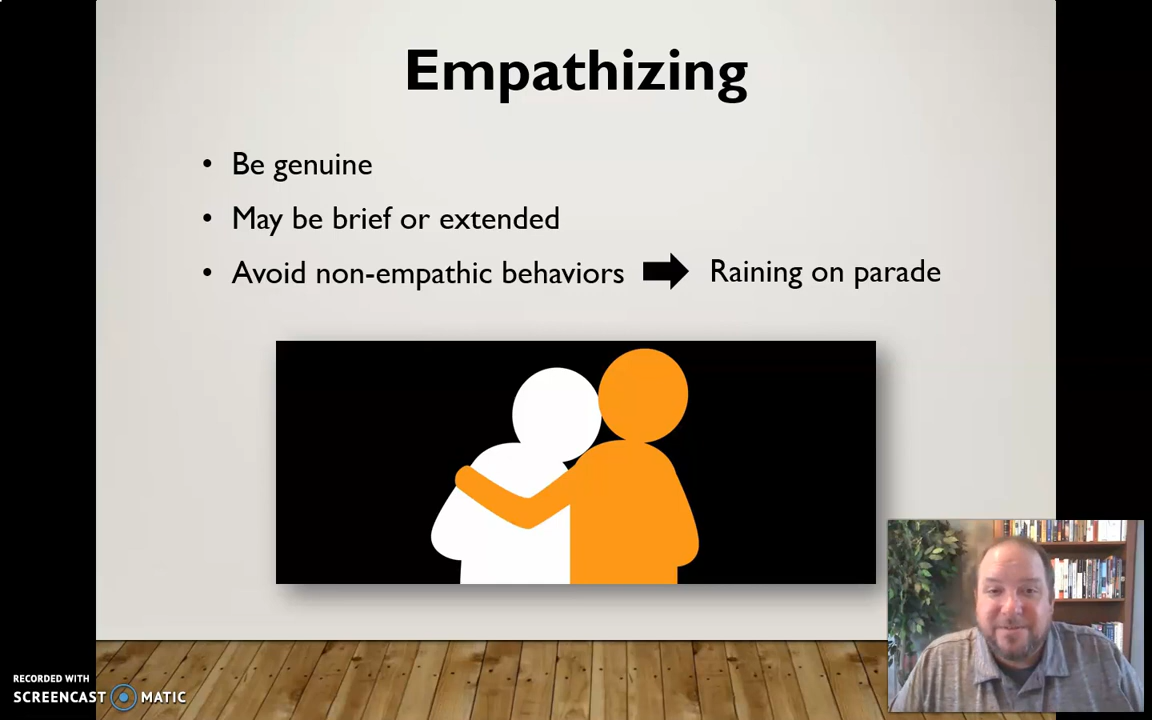 Empathizing
• Be genuine
• May be brief or extended
• Avoid non-empathic behaviors Raining on parade
RECORDED WITH
SCREENCAST MATIC